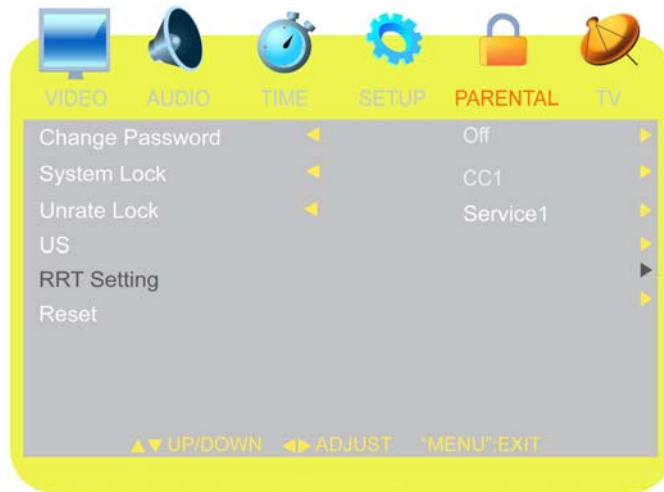 VIDEO AUDIO TIME SETUP PARENTAL TV
Change Password Off
System Lock CC1
Unrate Lock Service1
US
RRT Setting
Reset
▲▼ UP/DOWN ◀▶ ADJUST "MENU":EXIT